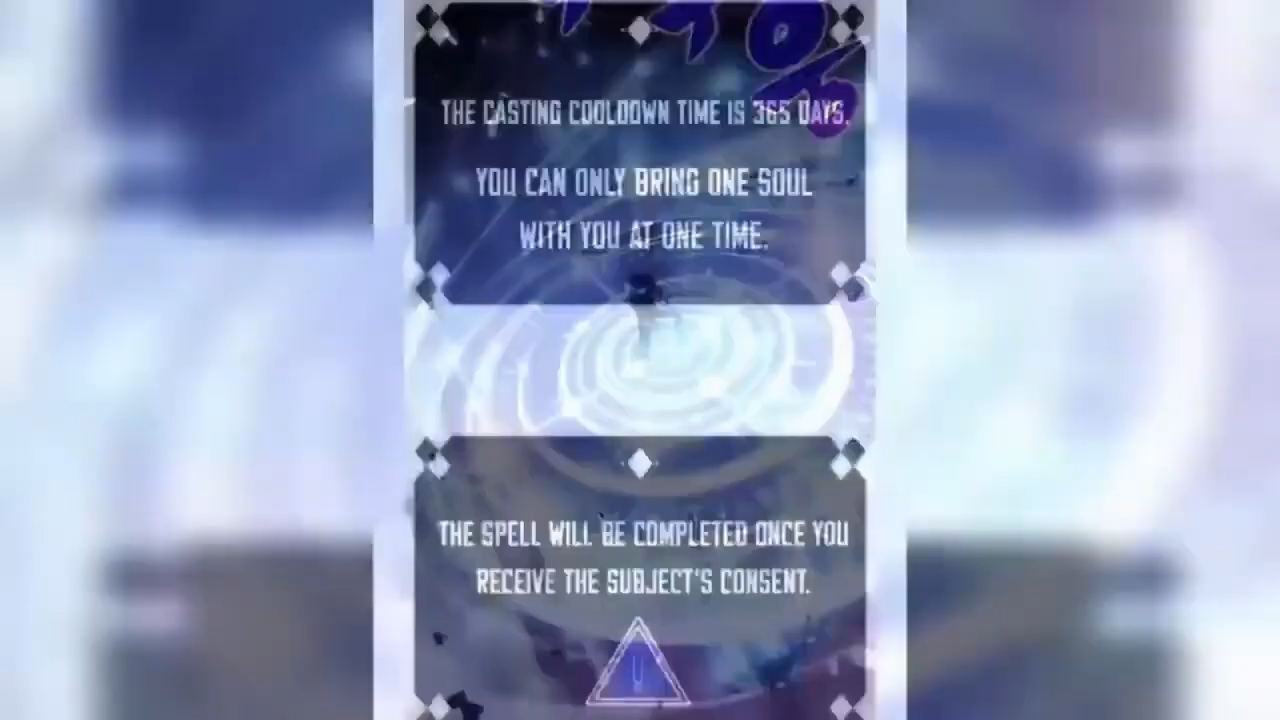 THE CASTING COOLDOWN TIME IS 365 DAYS.
YOU CAN ONLY BRING ONE SOUL
WITH YOU AT ONE TIME.
THE SPELL WILL BE COMPLETED ONCE YOU
RECEIVE THE SUBJECT'S CONSENT.